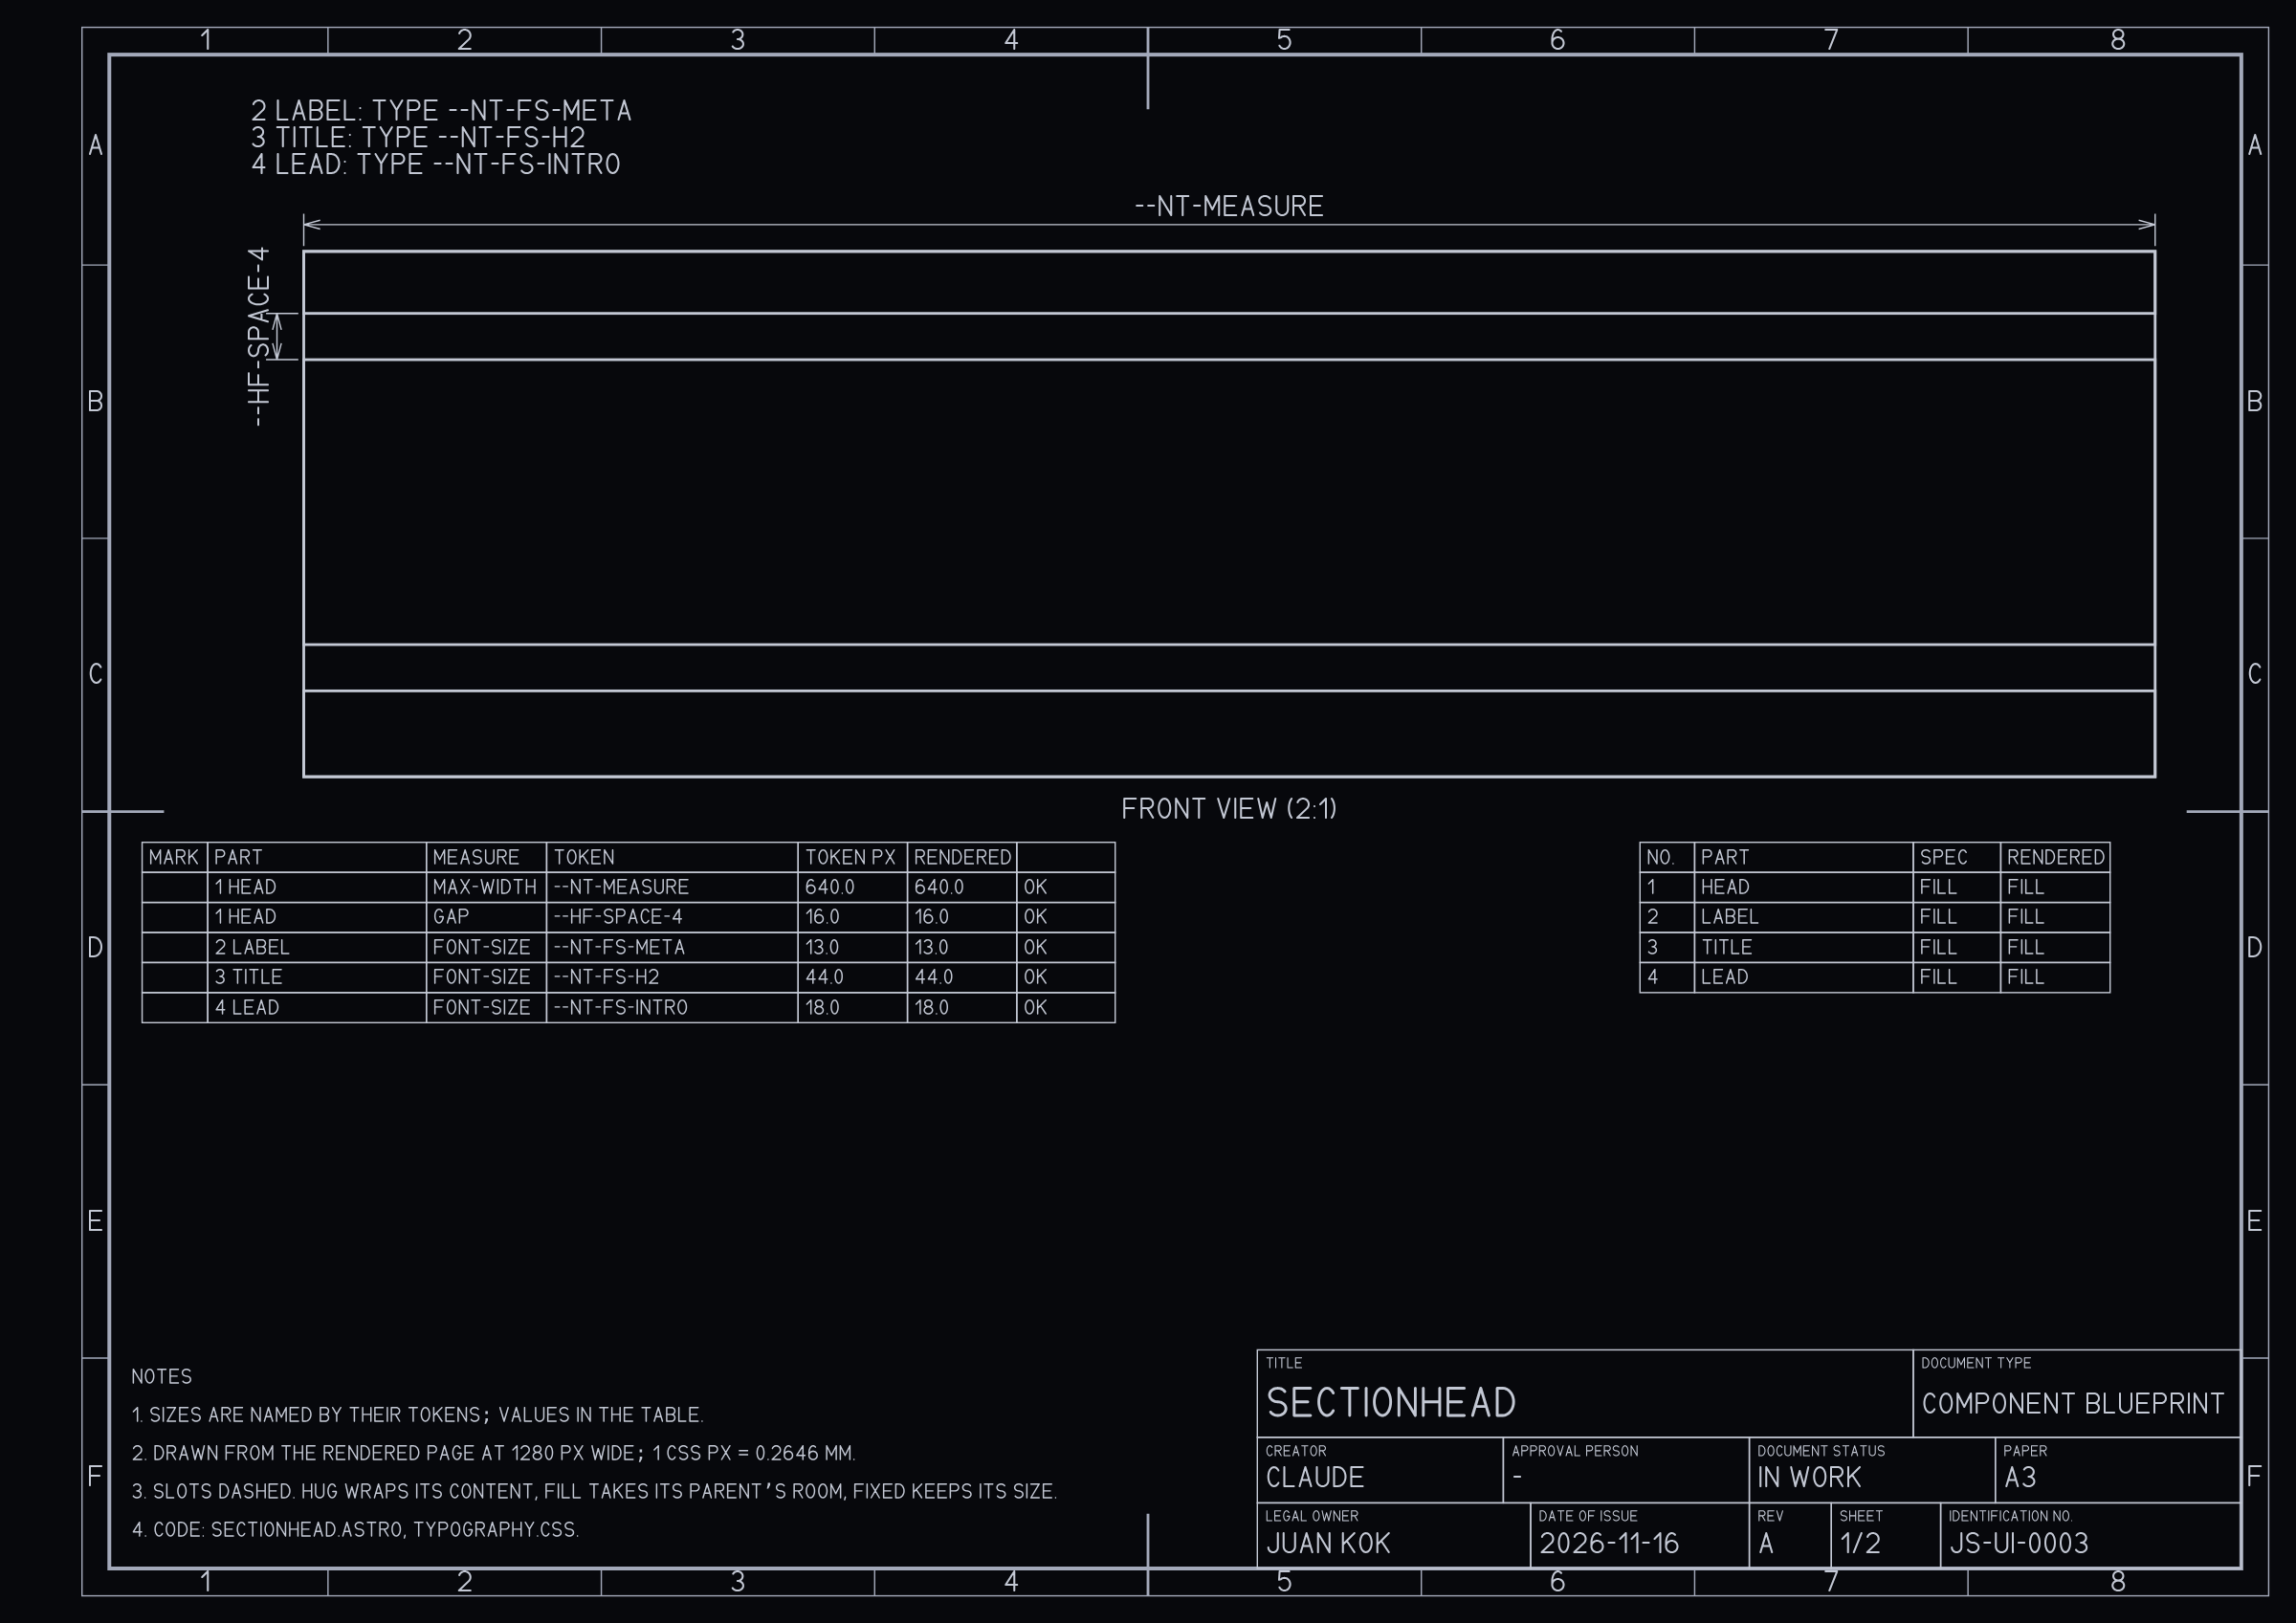 1 2 3 4 5 6 7 8
A A
2 LABEL: TYPE --NT-FS-META
3 TITLE: TYPE --NT-FS-H2
4 LEAD: TYPE --NT-FS-INTRO
--NT-MEASURE
--HF-SPACE-4
B B
C C
FRONT VIEW (2:1)
MARK PART MEASURE TOKEN TOKEN PX RENDERED
1 HEAD MAX-WIDTH --NT-MEASURE 640.0 640.0 OK
1 HEAD GAP --HF-SPACE-4 16.0 16.0 OK
2 LABEL FONT-SIZE --NT-FS-META 13.0 13.0 OK
3 TITLE FONT-SIZE --NT-FS-H2 44.0 44.0 OK
4 LEAD FONT-SIZE --NT-FS-INTRO 18.0 18.0 OK
NO. PART SPEC RENDERED
1 HEAD FILL FILL
2 LABEL FILL FILL
3 TITLE FILL FILL
4 LEAD FILL FILL
D D
E E
NOTES
1. SIZES ARE NAMED BY THEIR TOKENS; VALUES IN THE TABLE.
2. DRAWN FROM THE RENDERED PAGE AT 1280 PX WIDE; 1 CSS PX = 0.2646 MM.
3. SLOTS DASHED. HUG WRAPS ITS CONTENT, FILL TAKES ITS PARENT'S ROOM, FIXED KEEPS ITS SIZE.
4. CODE: SECTIONHEAD.ASTRO, TYPOGRAPHY.CSS.
F F
TITLE
SECTIONHEAD
DOCUMENT TYPE
COMPONENT BLUEPRINT
CREATOR
CLAUDE
APPROVAL PERSON
-
DOCUMENT STATUS
IN WORK
PAPER
A3
LEGAL OWNER
JUAN KOK
DATE OF ISSUE
2026-11-16
REV
A
SHEET
1/2
IDENTIFICATION NO.
JS-UI-0003
1 2 3 4 5 6 7 8